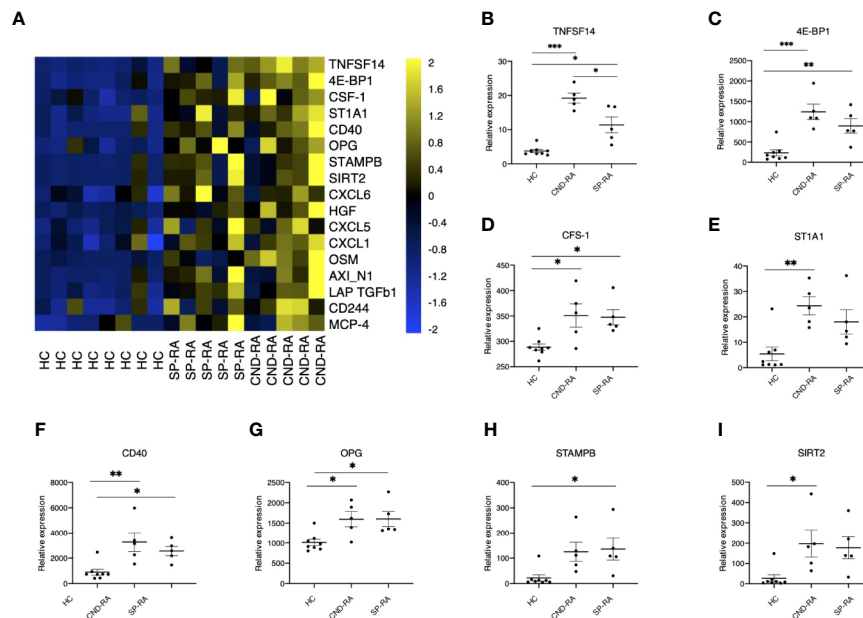 A
TNFSF14
4E-BP1
CSF-1
ST1A1
CD40
OPG
STAMPB
SIRT2
CXCL6
HGF
CXCL5
CXCL1
OSM
AXI_N1
LAP TGFb1
CD244
MCP-4
2
1.6
1.2
0.8
0.4
0
-0.4
-0.8
-1.2
-1.6
-2
HC HC HC HC HC HC HC HC SP-RA SP-RA SP-RA SP-RA SP-RA CND-RA CND-RA CND-RA CND-RA CND-RA
B
TNFSF14
Relative expression
30
20
10
0
***
*
*
HC CND-RA SP-RA
C
4E-BP1
Relative expression
2500
2000
1500
1000
500
0
***
**
HC CND-RA SP-RA
D
CFS-1
Relative expression
500
450
400
350
300
250
*
*
HC CND-RA SP-RA
E
ST1A1
Relative expression
40
30
20
10
0
**
HC CND-RA SP-RA
F
CD40
Relative expression
8000
6000
4000
2000
0
**
*
HC CND-RA SP-RA
G
OPG
Relative expression
2500
2000
1500
1000
500
0
*
*
HC CND-RA SP-RA
H
STAMPB
Relative expression
500
400
300
200
100
0
*
HC CND-RA SP-RA
I
SIRT2
Relative expression
500
400
300
200
100
0
*
HC CND-RA SP-RA